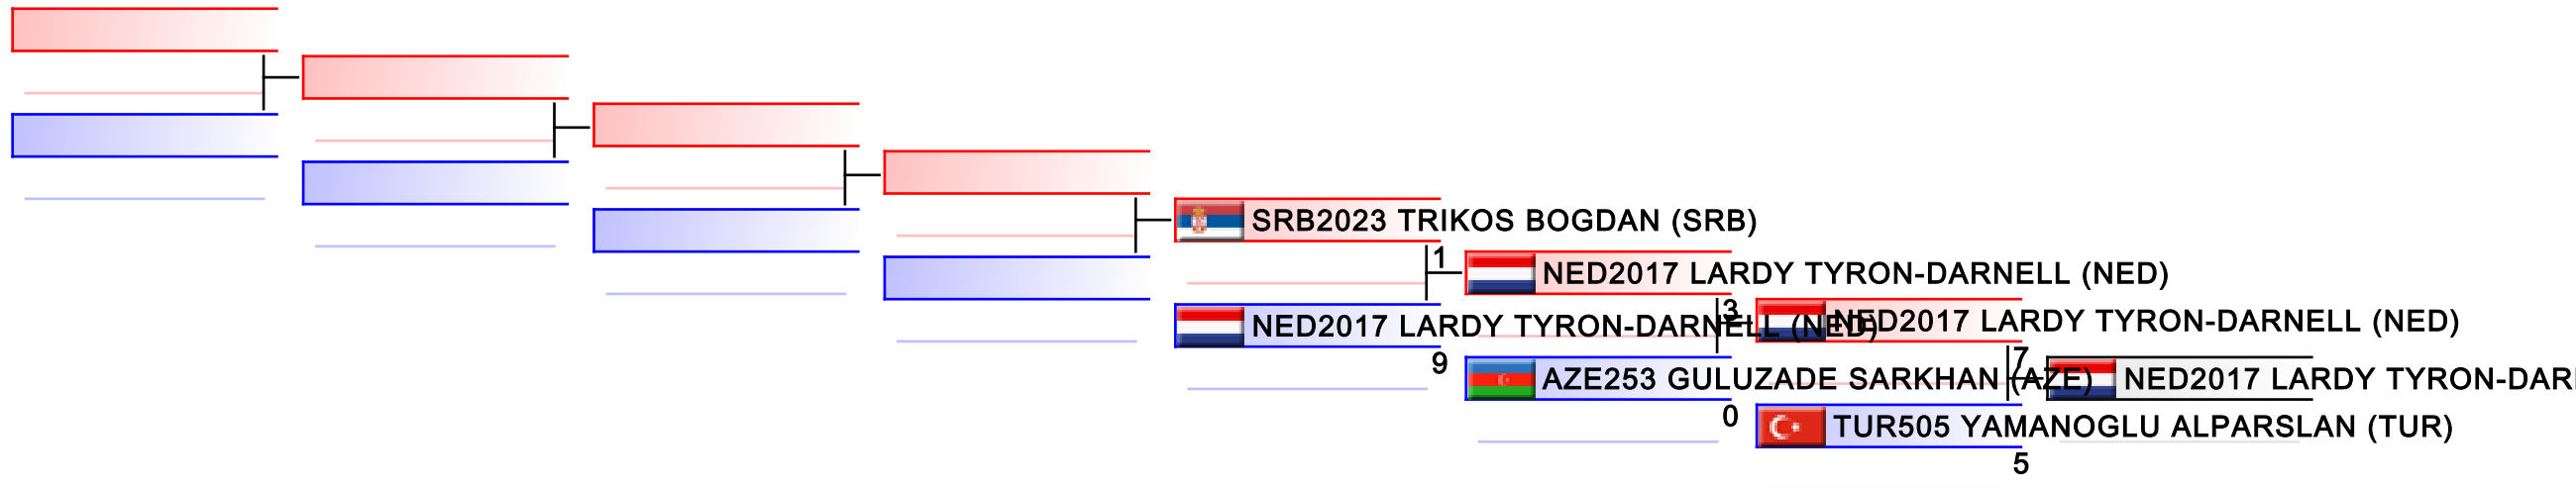 SRB2023 TRIKOS BOGDAN (SRB)
1
NED2017 LARDY TYRON-DARNELL (NED)
9
NED2017 LARDY TYRON-DARNELL (NED)
3
AZE253 GULUZADE SARKHAN (AZE)
0
NED2017 LARDY TYRON-DARNELL (NED)
7
TUR505 YAMANOGLU ALPARSLAN (TUR)
5
NED2017 LARDY TYRON-DAR